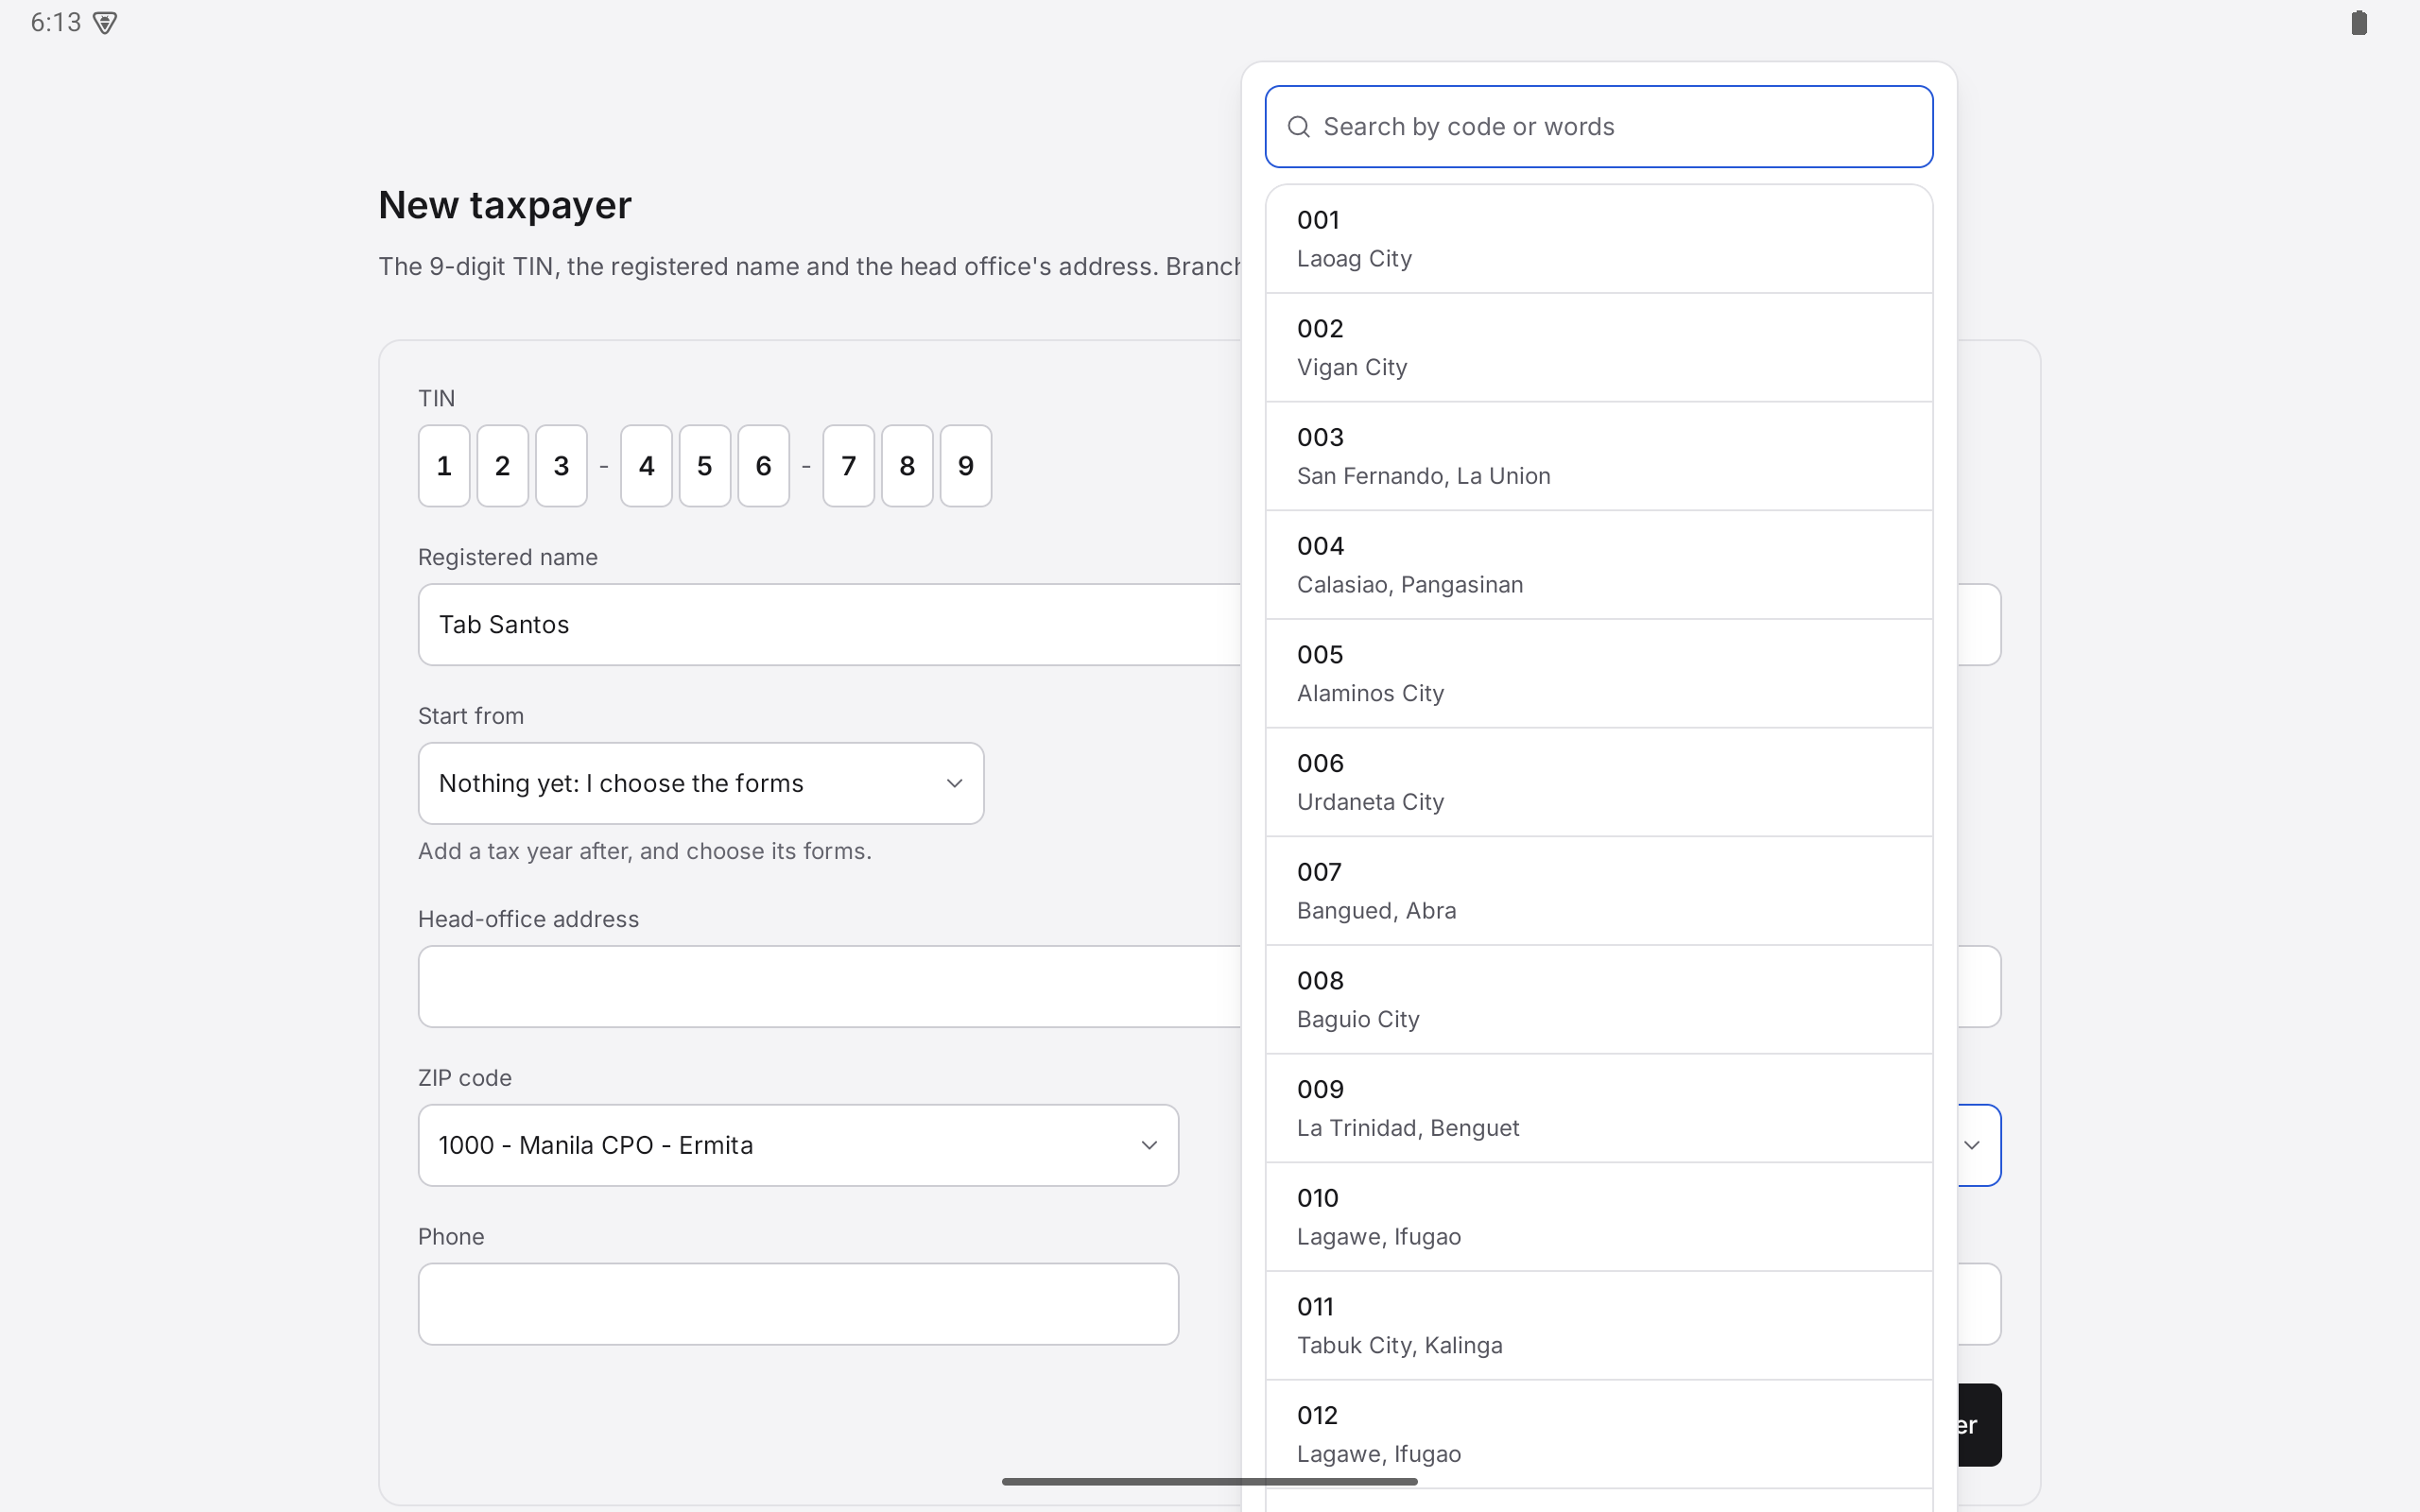 6:13
New taxpayer
The 9-digit TIN, the registered name and the head office's address. Branch
TIN
1 2 3 - 4 5 6 - 7 8 9
Registered name
Tab Santos
Start from
Nothing yet: I choose the forms
Add a tax year after, and choose its forms.
Head-office address
ZIP code
1000 - Manila CPO - Ermita
Phone
Search by code or words
001
Laoag City
002
Vigan City
003
San Fernando, La Union
004
Calasiao, Pangasinan
005
Alaminos City
006
Urdaneta City
007
Bangued, Abra
008
Baguio City
009
La Trinidad, Benguet
010
Lagawe, Ifugao
011
Tabuk City, Kalinga
012
Lagawe, Ifugao